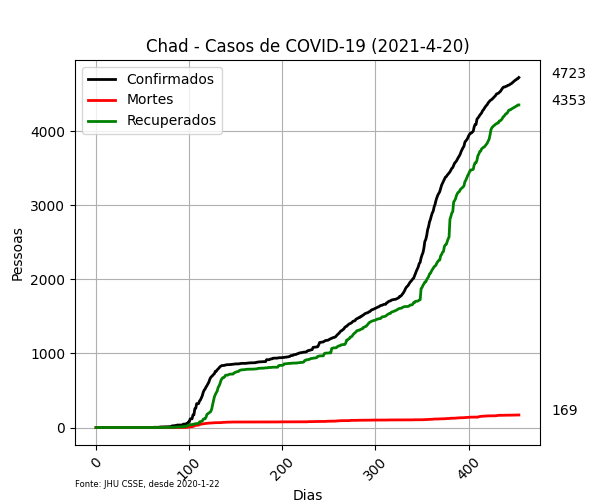 Chad - Casos de COVID-19 (2021-4-20)
Confirmados
Mortes
Recuperados
4723
4353
169
Pessoas
4000
3000
2000
1000
0
0 100 200 300 400
Dias
Fonte: JHU CSSE, desde 2020-1-22